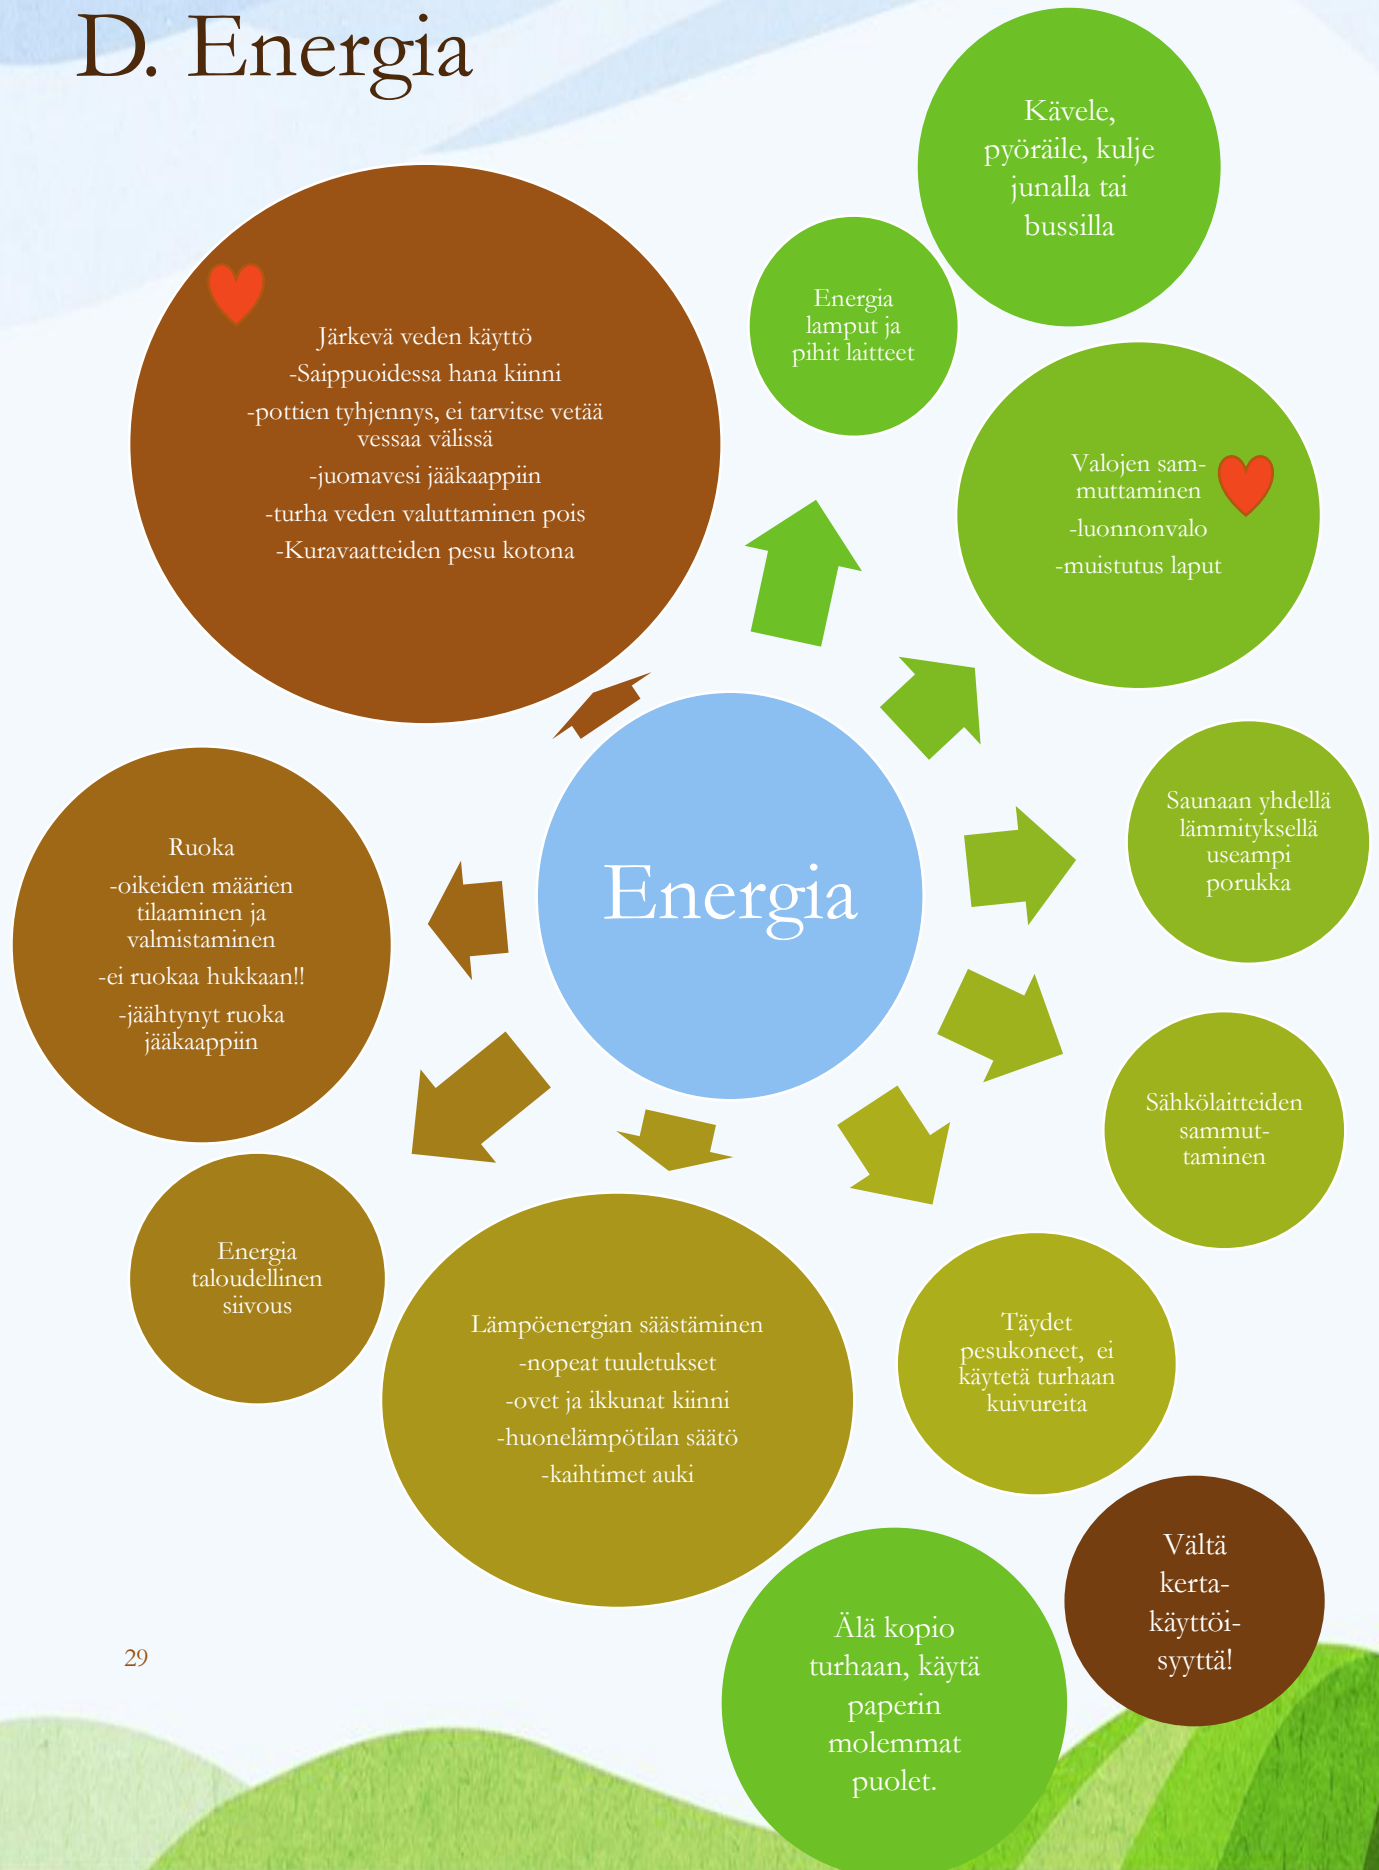 D. Energia
Kävele,
pyöräile, kulje
junalla tai
bussilla
Energia
lamput ja
pihit laitteet
Järkevä veden käyttö
-Saippuoidessa hana kiinni
-pottien tyhjennys, ei tarvitse vetää
vessaa välissä
-juomavesi jääkaappiin
-turha veden valuttaminen pois
-Kuravaatteiden pesu kotona
Valojen sam-
muttaminen
-luonnonvalo
-muistutus laput
Saunaan yhdellä
lämmityksellä
useampi
porukka
Energia
Ruoka
-oikeiden määrien
tilaaminen ja
valmistaminen
-ei ruokaa hukkaan!!
-jäähtynyt ruoka
jääkaappiin
Sähkölaitteiden
sammut-
taminen
Energia
taloudellinen
siivous
Lämpöenergian säästäminen
-nopeat tuuletukset
-ovet ja ikkunat kiinni
-huonelämpötilan säätö
-kaihtimet auki
Täydet
pesukoneet,  ei
käytetä turhaan
kuivureita
Vältä
kerta-
käyttöi-
syyttä!
Älä kopio
turhaan, käytä
paperin
molemmat
puolet.
29